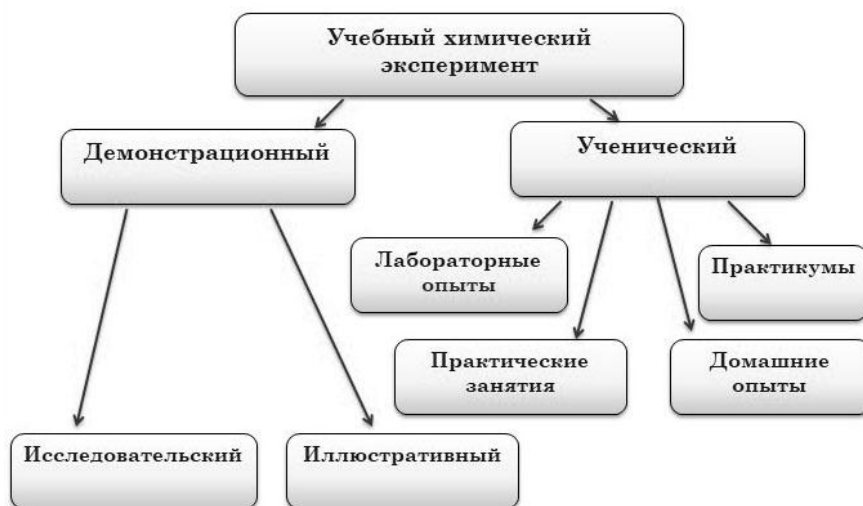 Учебный химический
эксперимент
Демонстрационный
Ученический
Лабораторные
опыты
Практикумы
Практические
занятия
Домашние
опыты
Исследовательский
Иллюстративный